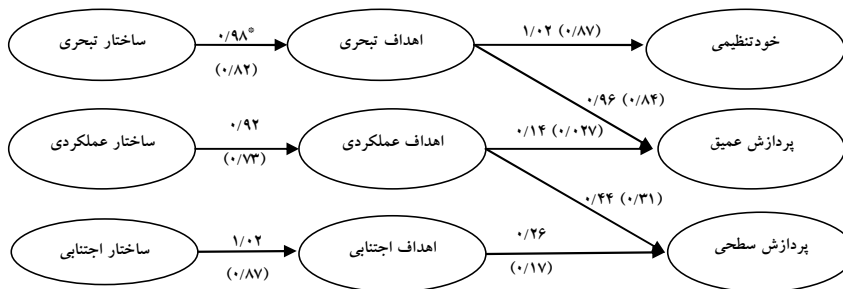 ساختار تبحری
۰/۹۸*
(۰/۸۲)
اهداف تبحری
۱/۰۲ (۰/۸۷)
خودتنظیمی
۰/۹۶ (۰/۸۴)
ساختار عملکردی
۰/۹۲
(۰/۷۳)
اهداف عملکردی
۰/۱۴ (۰/۰۲۷)
پردازش عمیق
۰/۴۴ (۰/۳۱)
ساختار اجتنابی
۱/۰۲
(۰/۸۷)
اهداف اجتنابی
۰/۲۶
(۰/۱۷)
پردازش سطحی